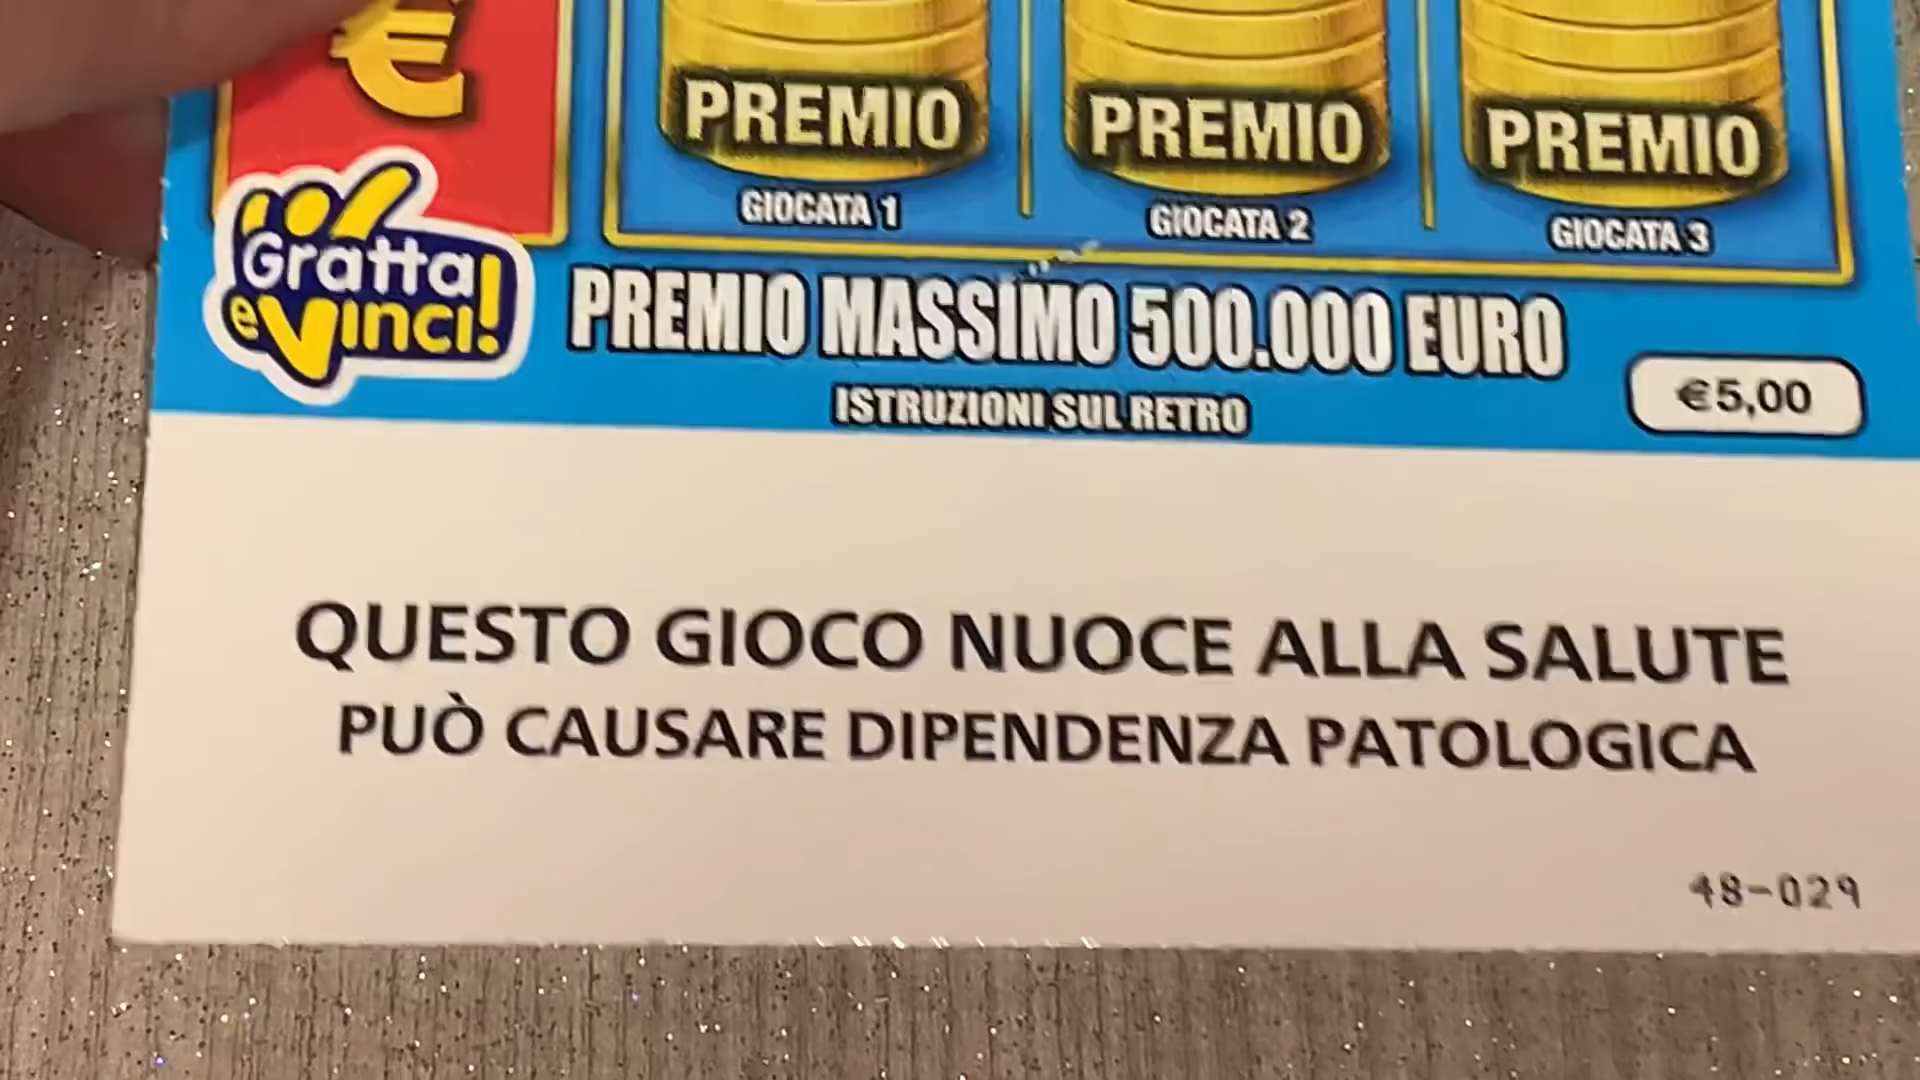 €
PREMIO PREMIO PREMIO
GIOCATA 1 GIOCATA 2 GIOCATA 3
Gratta
e Vinci!
PREMIO MASSIMO 500.000 EURO
€5,00
ISTRUZIONI SUL RETRO
QUESTO GIOCO NUOCE ALLA SALUTE
PUÒ CAUSARE DIPENDENZA PATOLOGICA
48-029